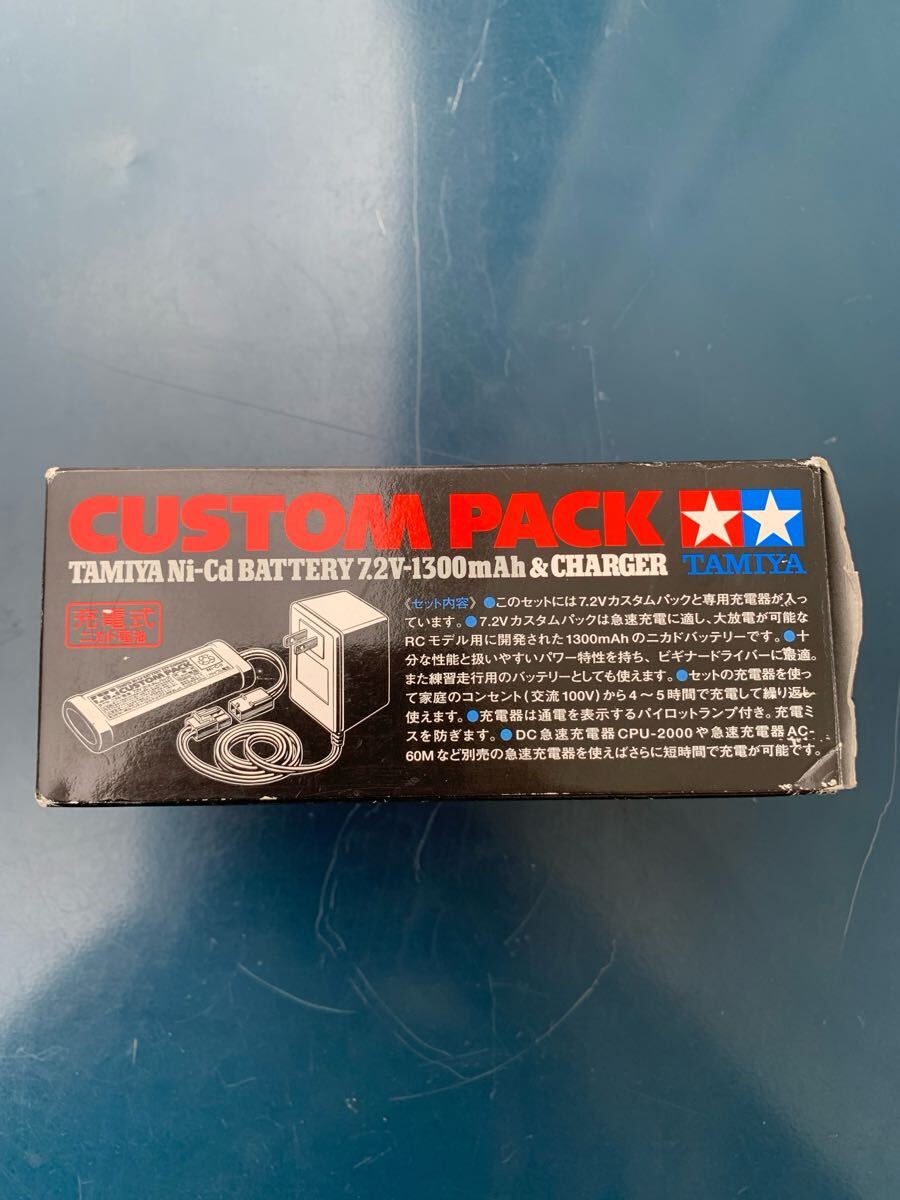 CUSTOM PACK
TAMIYA Ni-Cd BATTERY 7.2V-1300mAh & CHARGER
TAMIYA
充電式
ニカド電池
CUSTOM PACK
《セット内容》●このセットには7.2Vカスタムパックと専用充電器が入っ
ています。●7.2Vカスタムパックは急速充電に適し、大放電が可能な
RCモデル用に開発された1300mAhのニカドバッテリーです。●十
分な性能と扱いやすいパワー特性を持ち、ビギナードライバーに最適。
また練習走行用のバッテリーとしても使えます。●セットの充電器を使っ
て家庭のコンセント(交流100V)から4～5時間で充電して繰り返し
使えます。●充電器は通電を表示するパイロットランプ付き。充電ミ
スを防ぎます。●DC急速充電器CPU-2000や急速充電器AC-
60Mなど別売の急速充電器を使えばさらに短時間で充電が可能です。